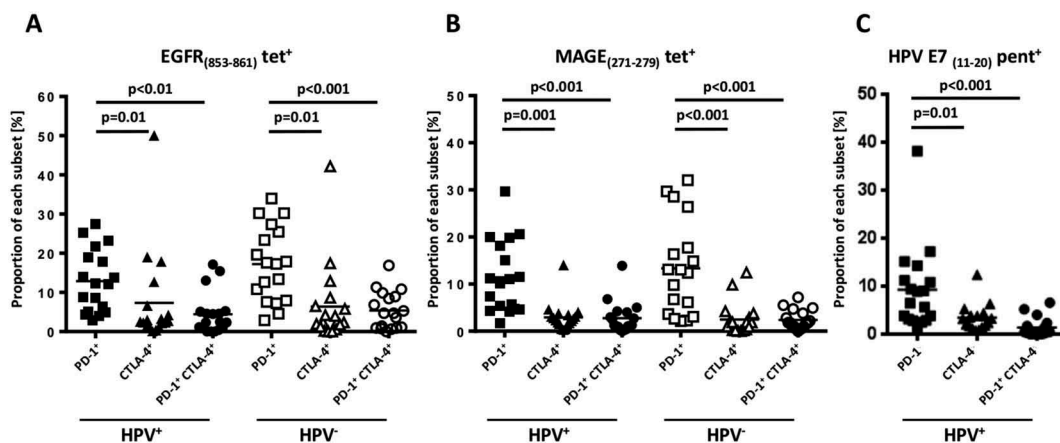 A
EGFR(853-861) tet+
Proportion of each subset [%]
60
50
40
30
20
10
0
p<0.01
p=0.01
p<0.001
p=0.01
PD-1+
CTLA-4+
PD-1+ CTLA-4+
PD-1+
CTLA-4+
PD-1+ CTLA-4+
HPV+
HPV-
B
MAGE(271-279) tet+
Proportion of each subset [%]
50
40
30
20
10
0
p<0.001
p=0.001
p<0.001
p<0.001
PD-1+
CTLA-4+
PD-1+ CTLA-4+
PD-1+
CTLA-4+
PD-1+ CTLA-4+
HPV+
HPV-
C
HPV E7 (11-20) pent+
Proportion of each subset [%]
50
40
30
20
10
0
p<0.001
p=0.01
PD-1+
CTLA-4+
PD-1+ CTLA-4+
HPV+